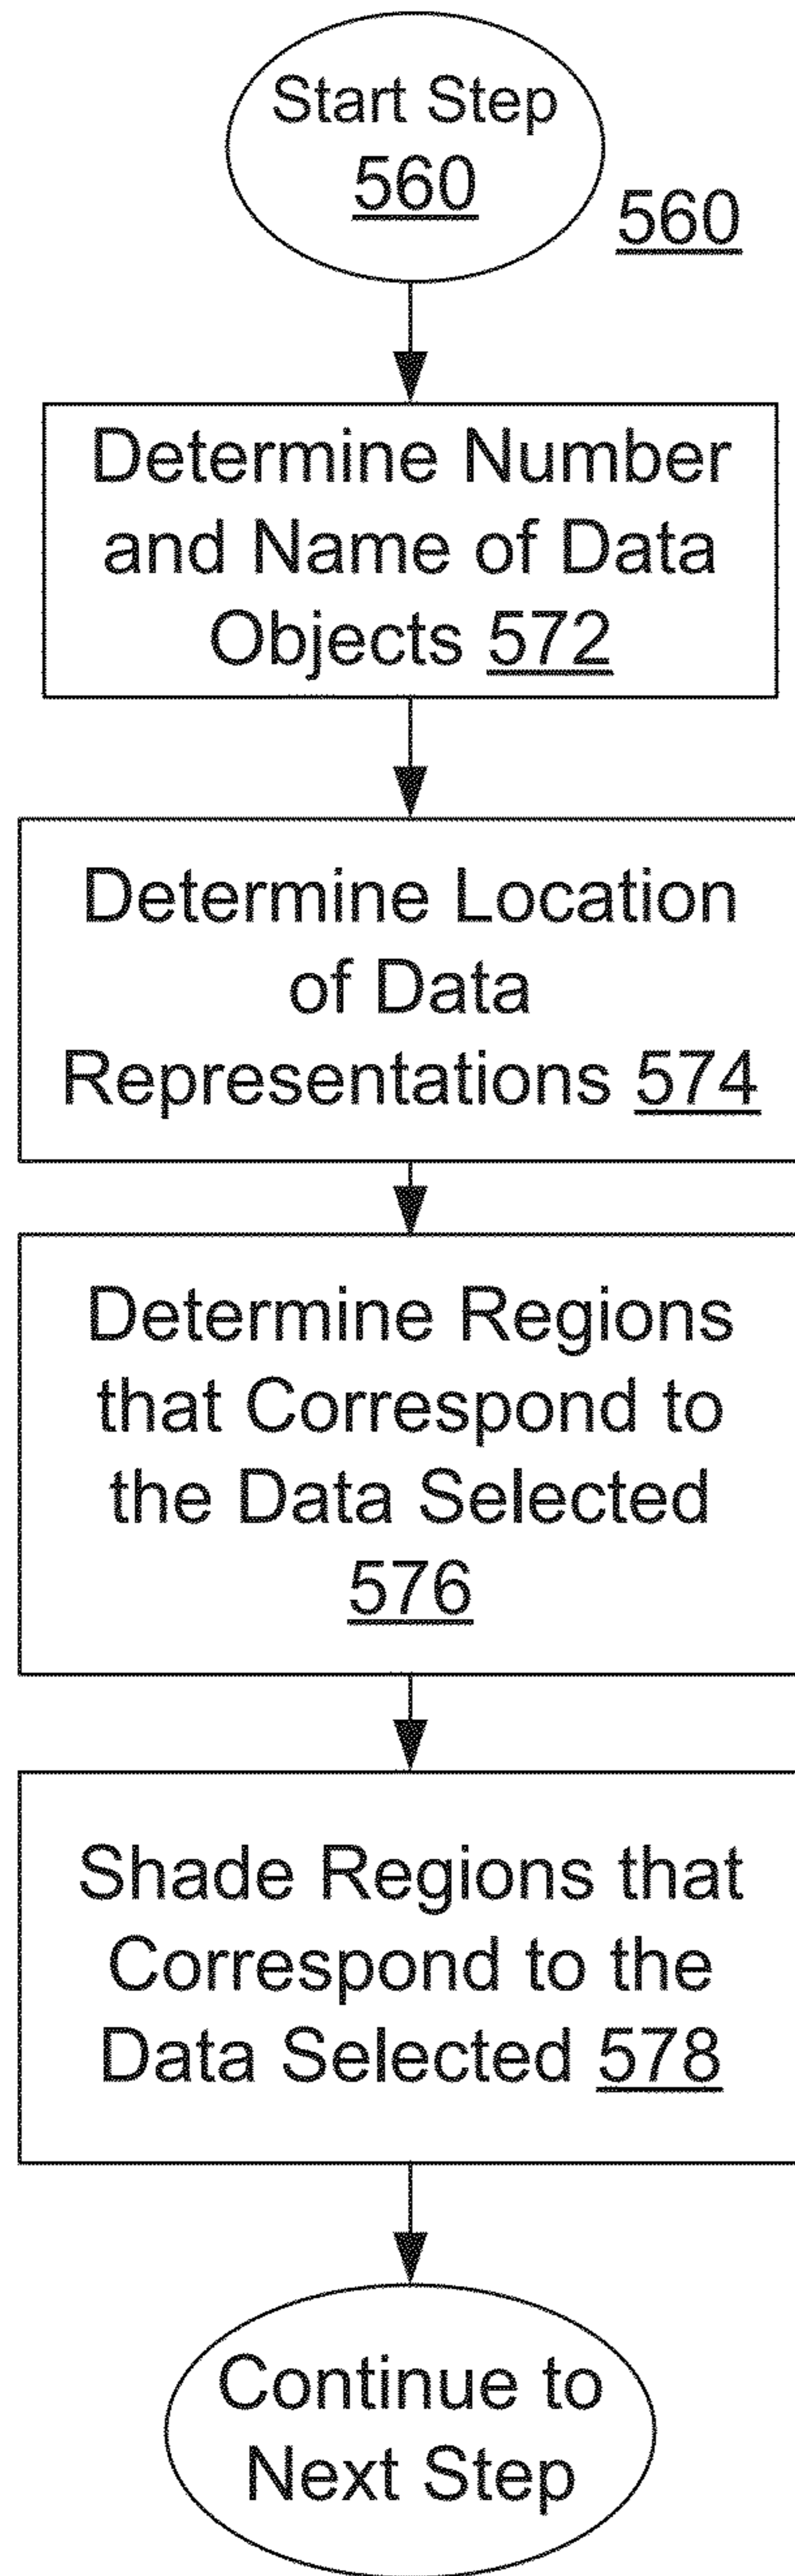 Start Step
560
560
Determine Number
and Name of Data
Objects 572
Determine Location
of Data
Representations 574
Determine Regions
that Correspond to
the Data Selected
576
Shade Regions that
Correspond to the
Data Selected 578
Continue to
Next Step